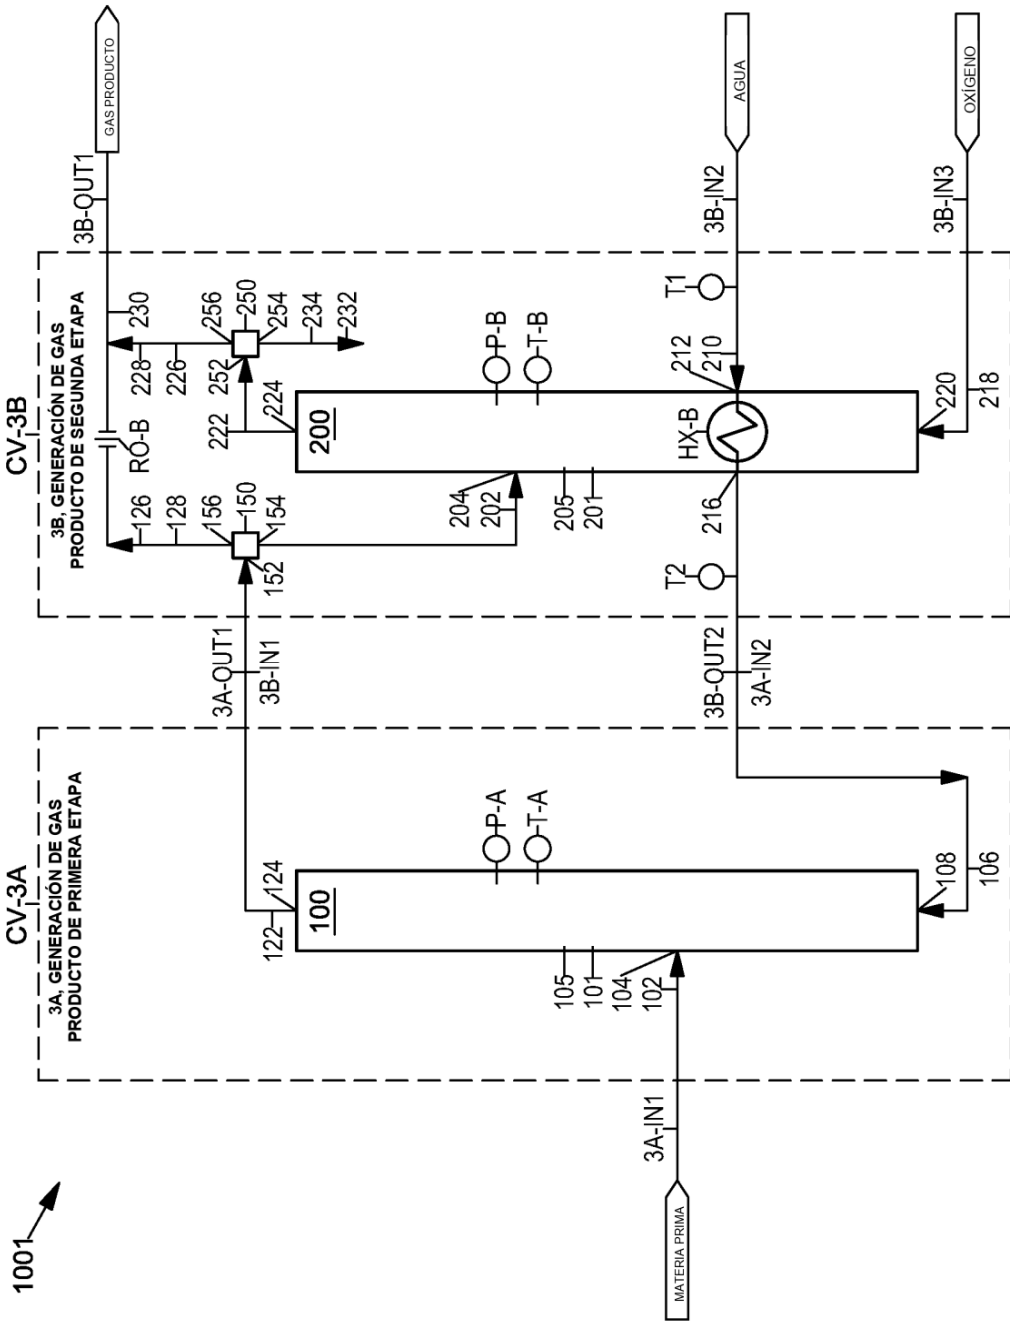 1001
CV-3A
3A, GENERACIÓN DE GAS
PRODUCTO DE PRIMERA ETAPA
CV-3B
3B, GENERACIÓN DE GAS
PRODUCTO DE SEGUNDA ETAPA
MATERIA PRIMA
3A-IN1
102
104
101
105
100
122
124
P-A
T-A
108
106
3A-OUT1
3B-IN1
3B-OUT2
3A-IN2
152
154
150
156
128
126
RO-B
T2
216
202
204
201
205
200
HX-B
222
224
252
254
250
256
226
228
230
234
232
P-B
T-B
212
210
T1
220
218
3B-OUT1
GAS PRODUCTO
3B-IN2
AGUA
3B-IN3
OXÍGENO